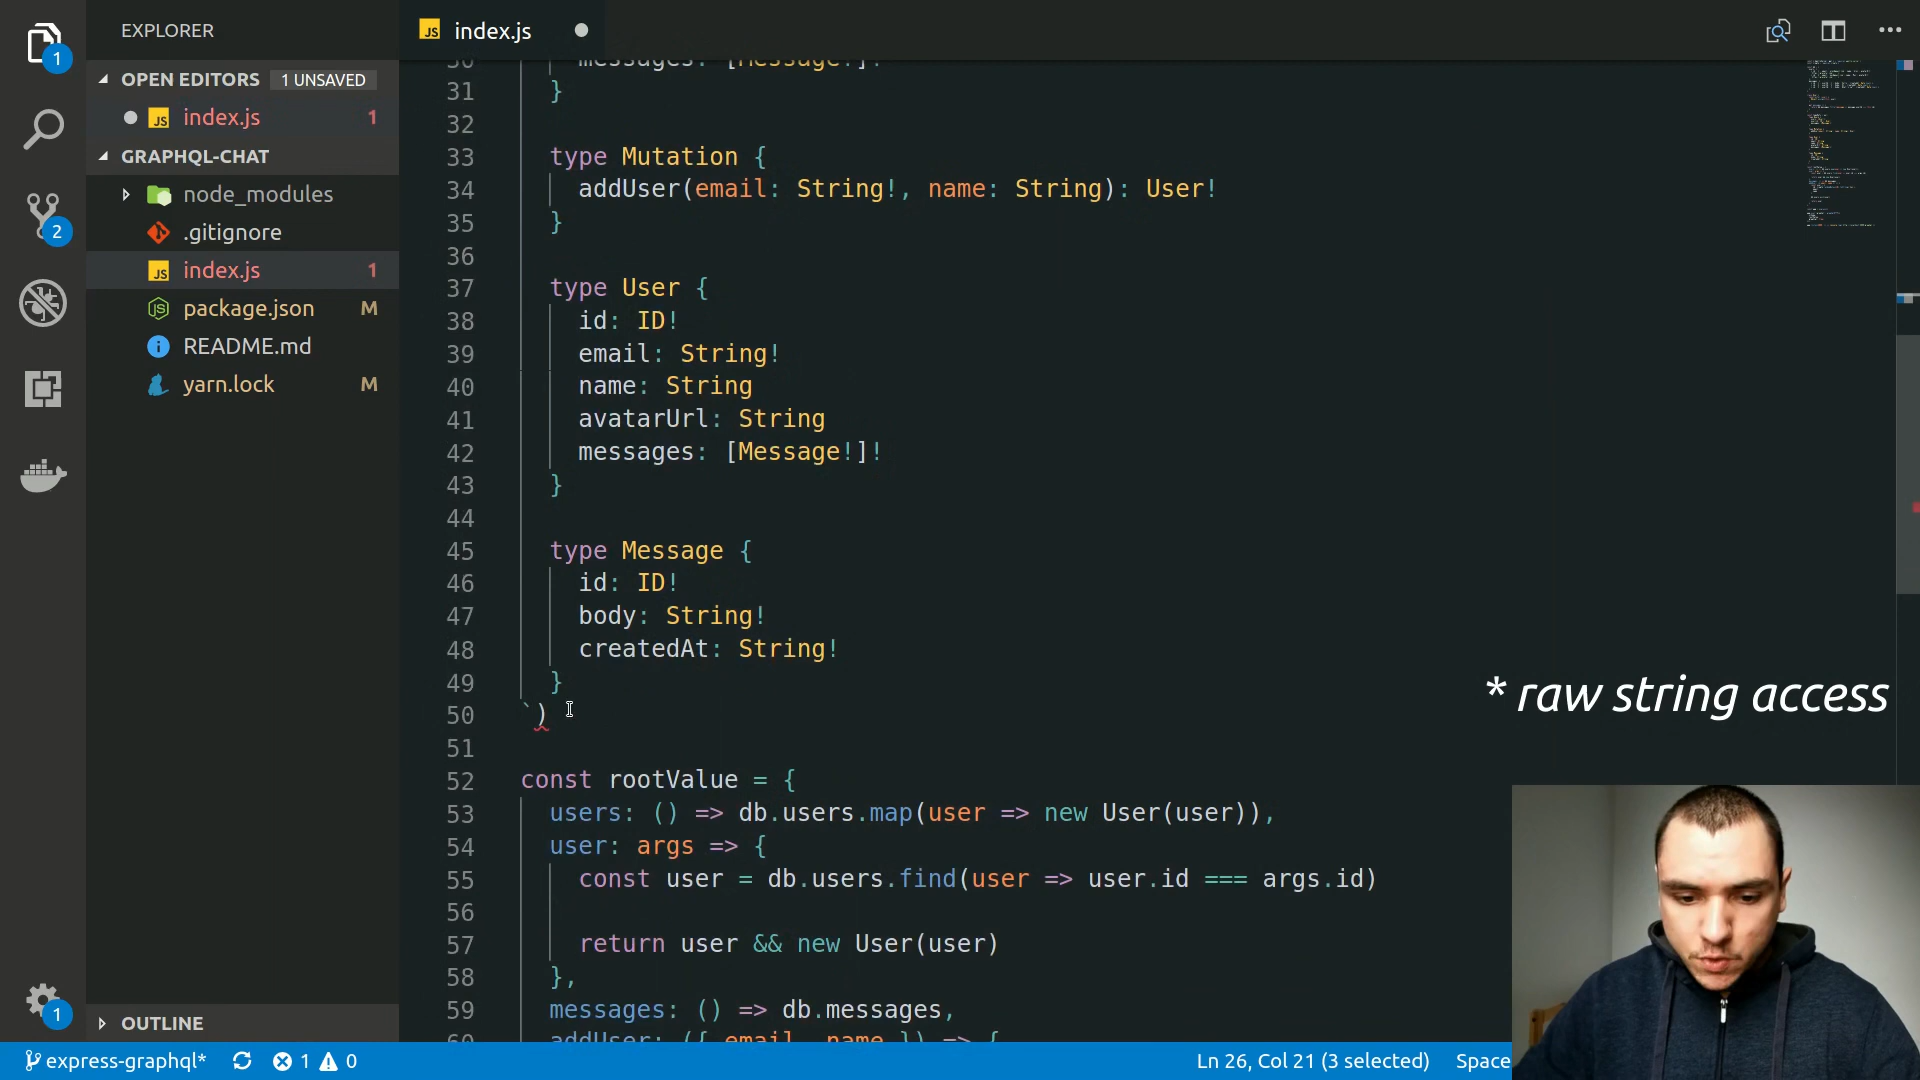 EXPLORER
OPEN EDITORS 1 UNSAVED
index.js 1
GRAPHQL-CHAT
node_modules
.gitignore
index.js 1
package.json M
README.md
yarn.lock M
OUTLINE
1
2
1
index.js
30 messages: [Message!]!
31 }
32
33 type Mutation {
34 addUser(email: String!, name: String): User!
35 }
36
37 type User {
38 id: ID!
39 email: String!
40 name: String
41 avatarUrl: String
42 messages: [Message!]!
43 }
44
45 type Message {
46 id: ID!
47 body: String!
48 createdAt: String!
49 }
50 `)
51
52 const rootValue = {
53 users: () => db.users.map(user => new User(user)),
54 user: args => {
55 const user = db.users.find(user => user.id === args.id)
56
57 return user && new User(user)
58 },
59 messages: () => db.messages,
60 addUser: ({ email, name }) => {
* raw string access
express-graphql* 1 0 Ln 26, Col 21 (3 selected) Space